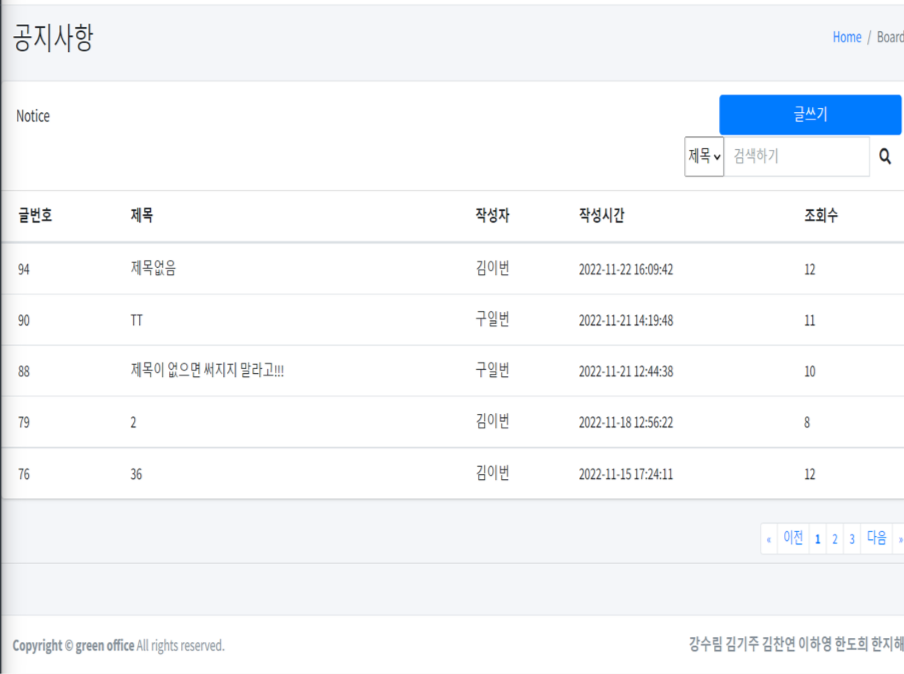 공지사항
Home / Board
Notice
글쓰기
제목 검색하기
글번호 제목 작성자 작성시간 조회수
94 제목없음 김이번 2022-11-22 16:09:42 12
90 TT 구일번 2022-11-21 14:19:48 11
88 제목이 없으면 써지지 말라고!!! 구일번 2022-11-21 12:44:38 10
79 2 김이번 2022-11-18 12:56:22 8
76 36 김이번 2022-11-15 17:24:11 12
« 이전 1 2 3 다음 »
Copyright © green office All rights reserved.
강수림 김기주 김찬연 이하영 한도희 한지혜